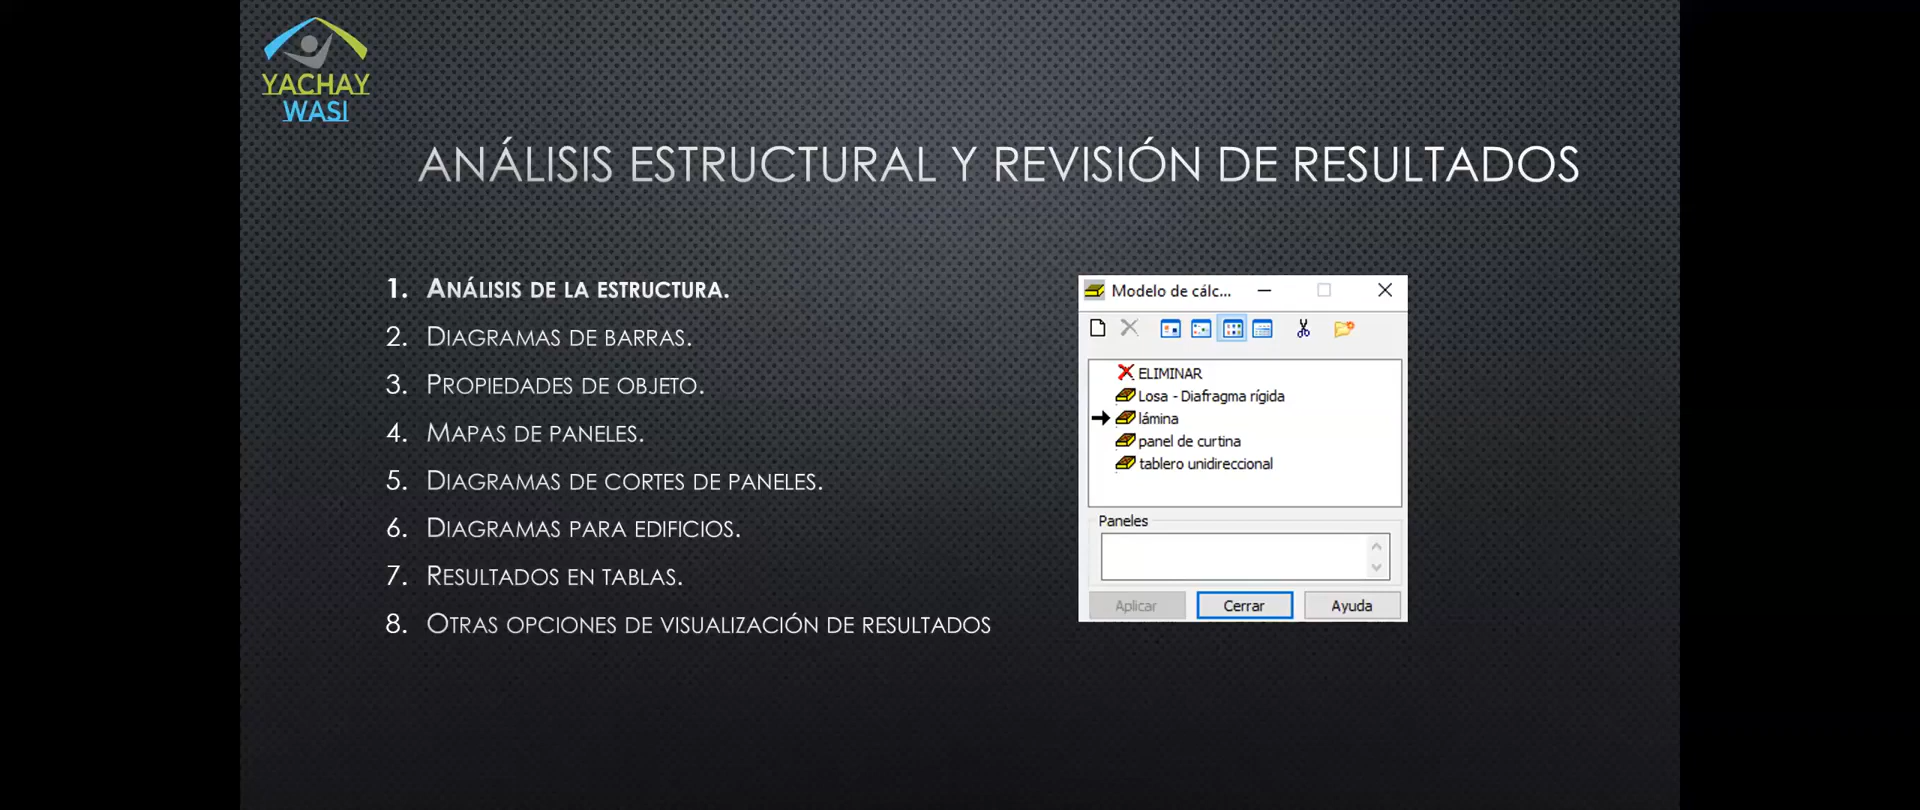 YACHAY
WASI
ANÁLISIS ESTRUCTURAL Y REVISIÓN DE RESULTADOS
1. ANÁLISIS DE LA ESTRUCTURA.
2. DIAGRAMAS DE BARRAS.
3. PROPIEDADES DE OBJETO.
4. MAPAS DE PANELES.
5. DIAGRAMAS DE CORTES DE PANELES.
6. DIAGRAMAS PARA EDIFICIOS.
7. RESULTADOS EN TABLAS.
8. OTRAS OPCIONES DE VISUALIZACIÓN DE RESULTADOS
Modelo de cálc...
ELIMINAR
Losa - Diafragma rígida
lámina
panel de curtina
tablero unidireccional
Paneles
Aplicar Cerrar Ayuda